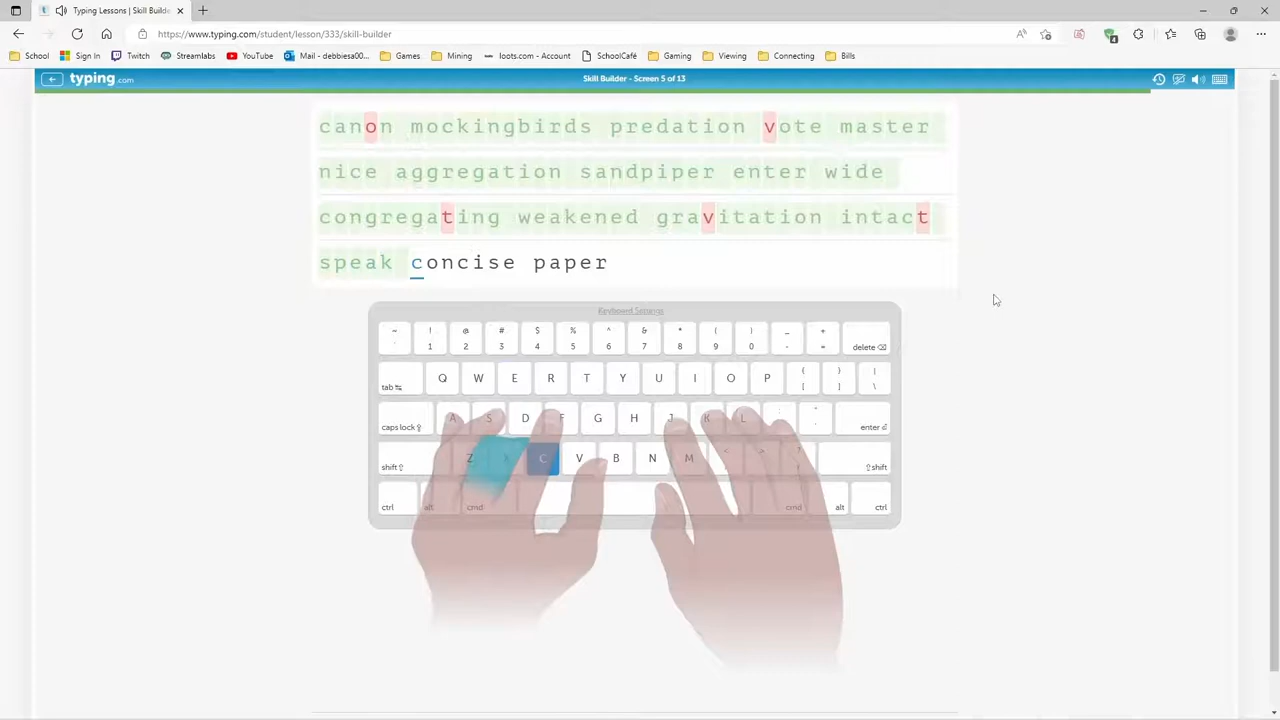 Typing Lessons | Skill Builde
https://www.typing.com/student/lesson/333/skill-builder
School Sign In Twitch Streamlabs YouTube Mail - debbiesa00... Games Mining loots.com - Account SchoolCafé Gaming Viewing Connecting Bills
typing.com Skill Builder - Screen 5 of 13
canon mockingbirds predation vote master
nice aggregation sandpiper enter wide
congregating weakened gravitation intact
speak concise paper
Keyboard Settings
~ ! @ # $ % ^ & * ( ) _ +
` 1 2 3 4 5 6 7 8 9 0 - = delete
tab Q W E R T Y U I O P { [ } ] | \
caps lock A S D F G H J K L : " enter
shift Z X C V B N M < > ? shift
ctrl alt cmd cmd alt ctrl